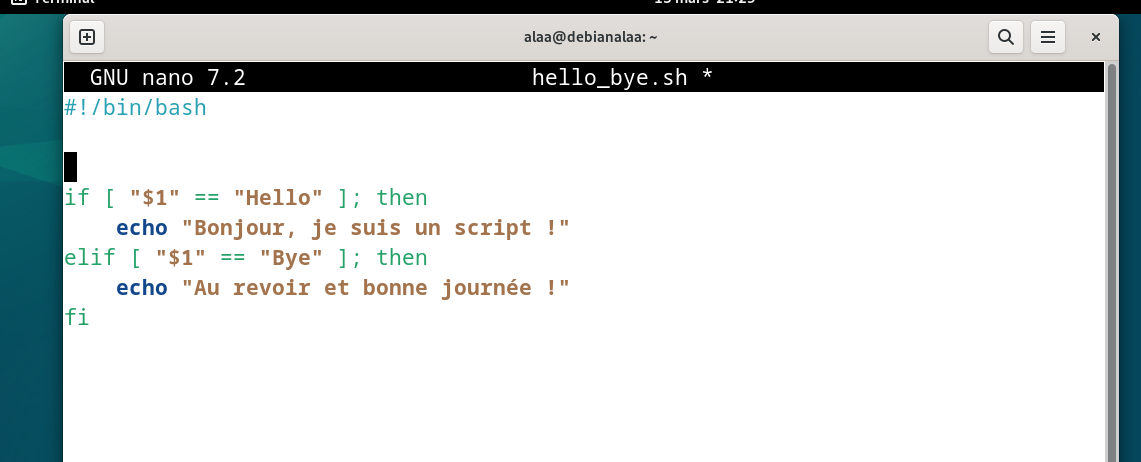 Terminal
alaa@debianalaa: ~
GNU nano 7.2 hello_bye.sh *
#!/bin/bash
if [ "$1" == "Hello" ]; then
    echo "Bonjour, je suis un script !"
elif [ "$1" == "Bye" ]; then
    echo "Au revoir et bonne journée !"
fi